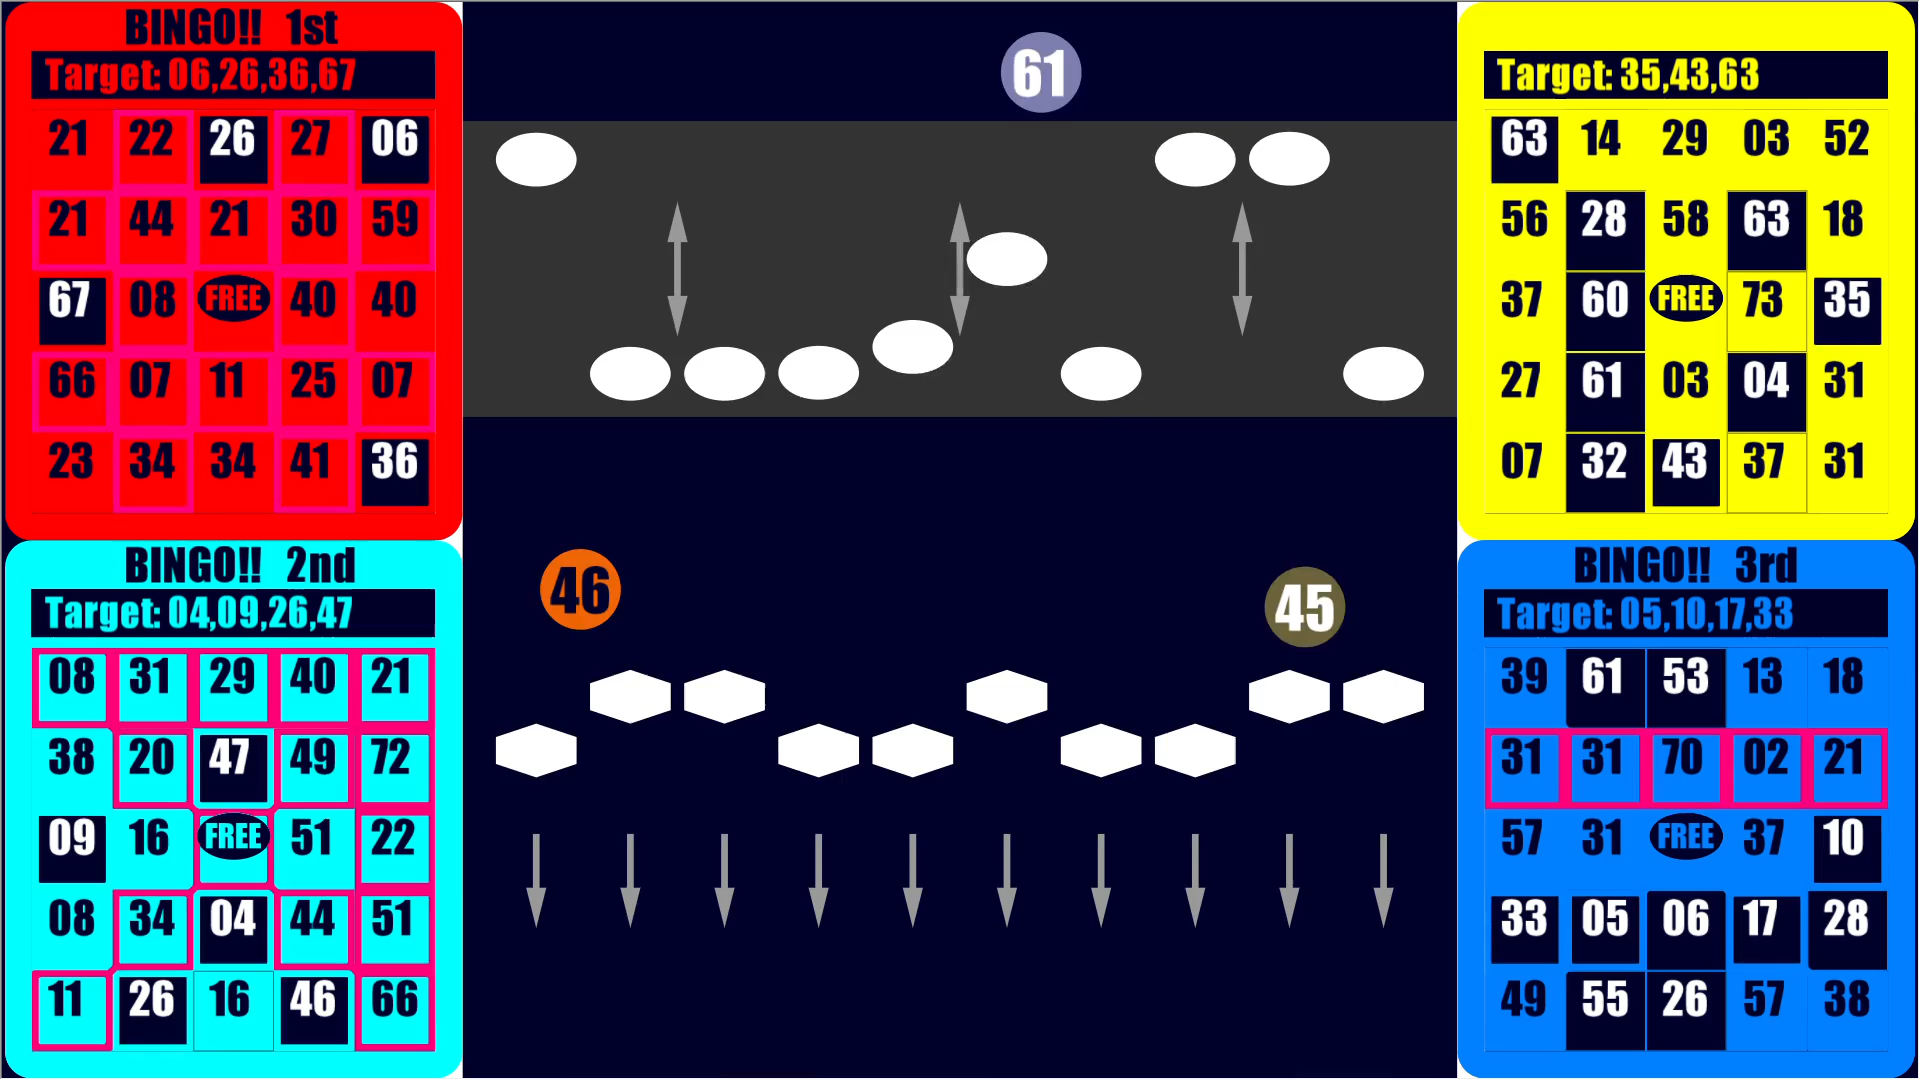 BINGO!! 1st
Target: 06,26,36,67
21 22 26 27 06
21 44 21 30 59
67 08 FREE 40 40
66 07 11 25 07
23 34 34 41 36
61
Target: 35,43,63
63 14 29 03 52
56 28 58 63 18
37 60 FREE 73 35
27 61 03 04 31
07 32 43 37 31
BINGO!! 2nd
Target: 04,09,26,47
08 31 29 40 21
38 20 47 49 72
09 16 FREE 51 22
08 34 04 44 51
11 26 16 46 66
46
45
BINGO!! 3rd
Target: 05,10,17,33
39 61 53 13 18
31 31 70 02 21
57 31 FREE 37 10
33 05 06 17 28
49 55 26 57 38